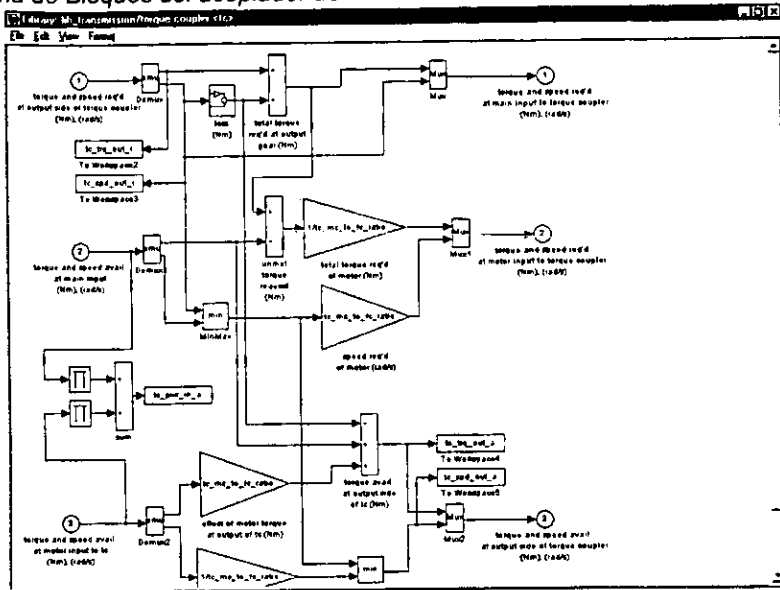 Library: hb_transmission/torque coupler <tc>
File Edit View Format
1
torque and speed req'd
at output side of torque coupler
(Nm), (rad/s)
Demux
loss
(Nm)
total torque
req'd at output
gear (Nm)
Mux
1
torque and speed req'd
at main input to torque coupler
(Nm), (rad/s)
tc_trq_out_r
To Workspace2
tc_spd_out_r
To Workspace3
2
torque and speed avail
at main input
(Nm), (rad/s)
unmet
torque
request
(Nm)
1/tc_mc_to_fc_ratio
total torque req'd
of motor (Nm)
Mux1
2
torque and speed req'd
at motor input to torque coupler
(Nm), (rad/s)
min
MinMax
tc_mc_to_fc_ratio
speed req'd
of motor (rad/s)
sum
tc_pwr_in_a
torque avail
at output side
of tc (Nm)
tc_trq_out_a
To Workspace4
tc_spd_out_a
To Workspace5
3
torque and speed avail
at motor input to tc
(Nm), (rad/s)
Demux2
tc_mc_to_fc_ratio
effect of motor torque
at output of tc (Nm)
1/tc_mc_to_fc_ratio
min
Mux2
3
torque and speed avail
at output side of torque coupler
(Nm), (rad/s)